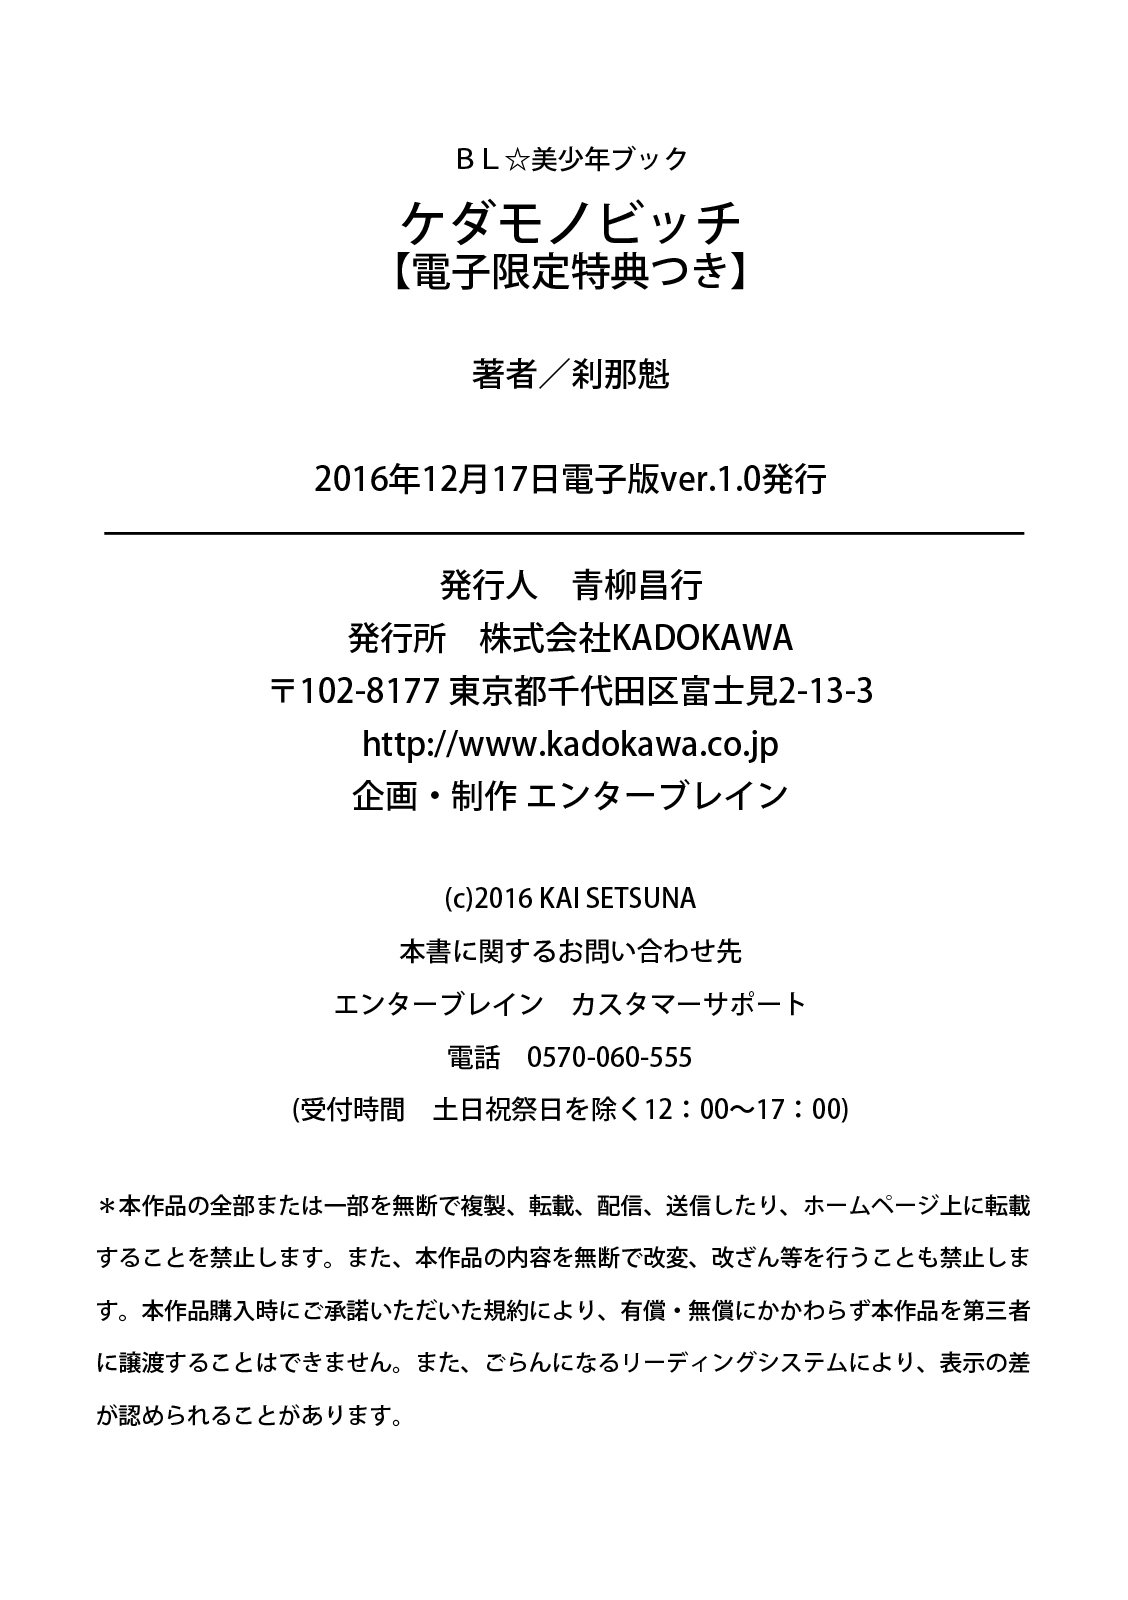 ＢＬ☆美少年ブック
ケダモノビッチ
【電子限定特典つき】
著者／刹那魁
2016年12月17日電子版ver.1.0発行
発行人　青柳昌行
発行所　株式会社KADOKAWA
〒102-8177 東京都千代田区富士見2-13-3
http://www.kadokawa.co.jp
企画・制作 エンターブレイン
(c)2016 KAI SETSUNA
本書に関するお問い合わせ先
エンターブレイン　カスタマーサポート
電話　0570-060-555
(受付時間　土日祝祭日を除く12：00〜17：00)
＊本作品の全部または一部を無断で複製、転載、配信、送信したり、ホームページ上に転載
することを禁止します。また、本作品の内容を無断で改変、改ざん等を行うことも禁止しま
す。本作品購入時にご承諾いただいた規約により、有償・無償にかかわらず本作品を第三者
に譲渡することはできません。また、ごらんになるリーディングシステムにより、表示の差
が認められることがあります。